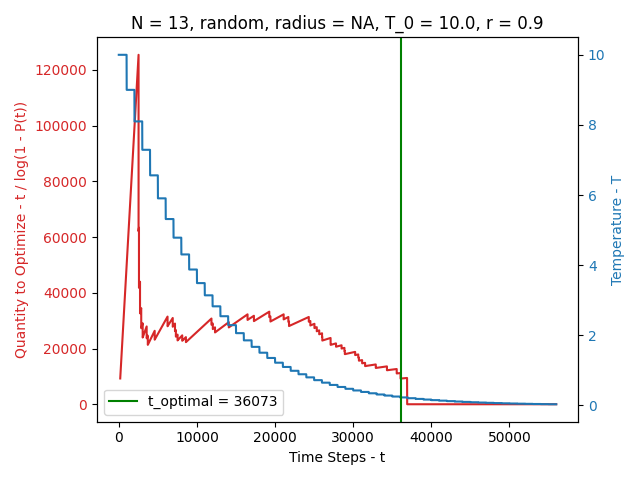 N = 13, random, radius = NA, T_0 = 10.0, r = 0.9
Quantity to Optimize - t / log(1 - P(t))
120000
100000
80000
60000
40000
20000
0
10
8
6
4
2
0
Temperature - T
t_optimal = 36073
0 10000 20000 30000 40000 50000
Time Steps - t